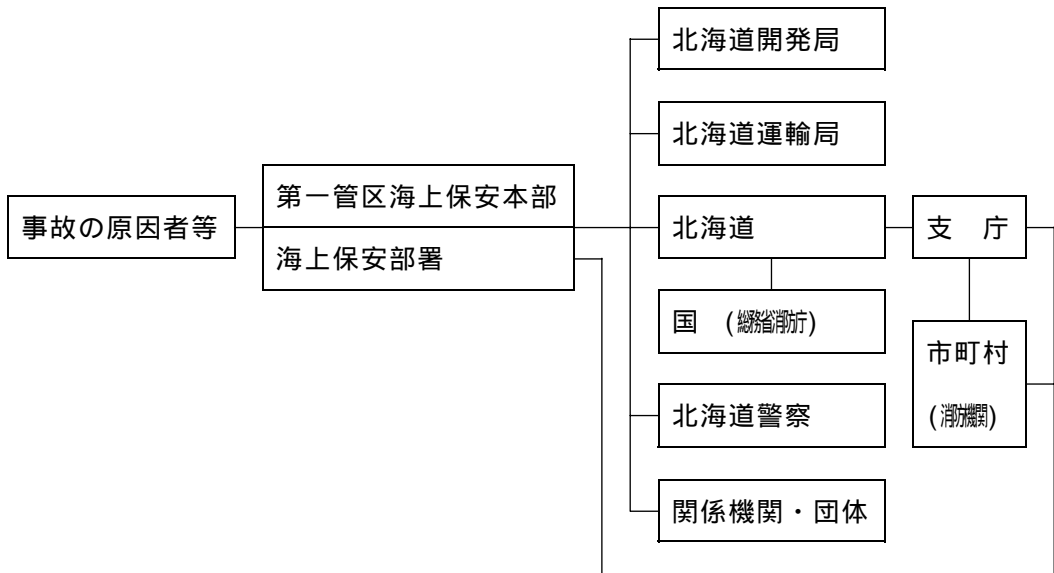 北海道開発局
北海道運輸局
第一管区海上保安本部
事故の原因者等
海上保安部署
北海道
支　庁
国　(総務省消防庁)
市町村
(消防機関)
北海道警察
関係機関・団体